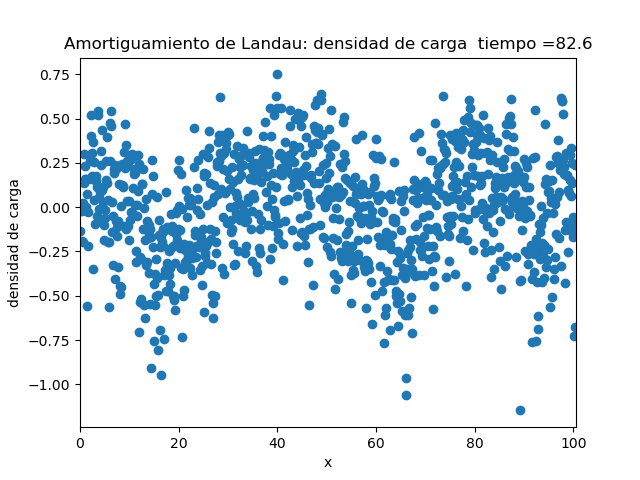 Amortiguamiento de Landau: densidad de carga  tiempo =82.6
densidad de carga
0.75
0.50
0.25
0.00
−0.25
−0.50
−0.75
−1.00
0 20 40 60 80 100
x